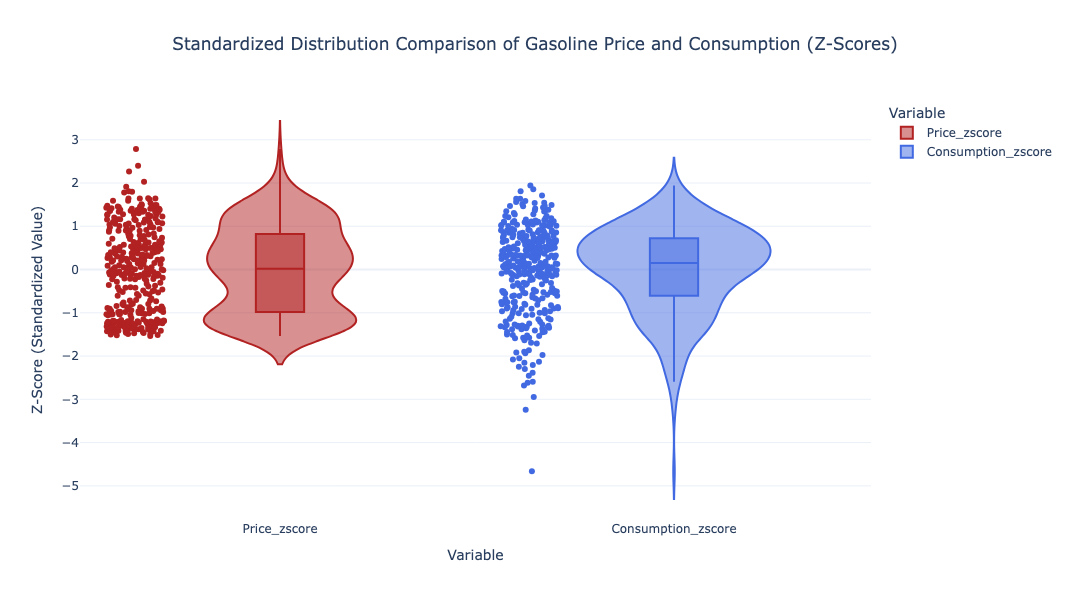 Standardized Distribution Comparison of Gasoline Price and Consumption (Z-Scores)
Variable
Price_zscore
Consumption_zscore
Z-Score (Standardized Value)
3
2
1
0
−1
−2
−3
−4
−5
Price_zscore
Consumption_zscore
Variable